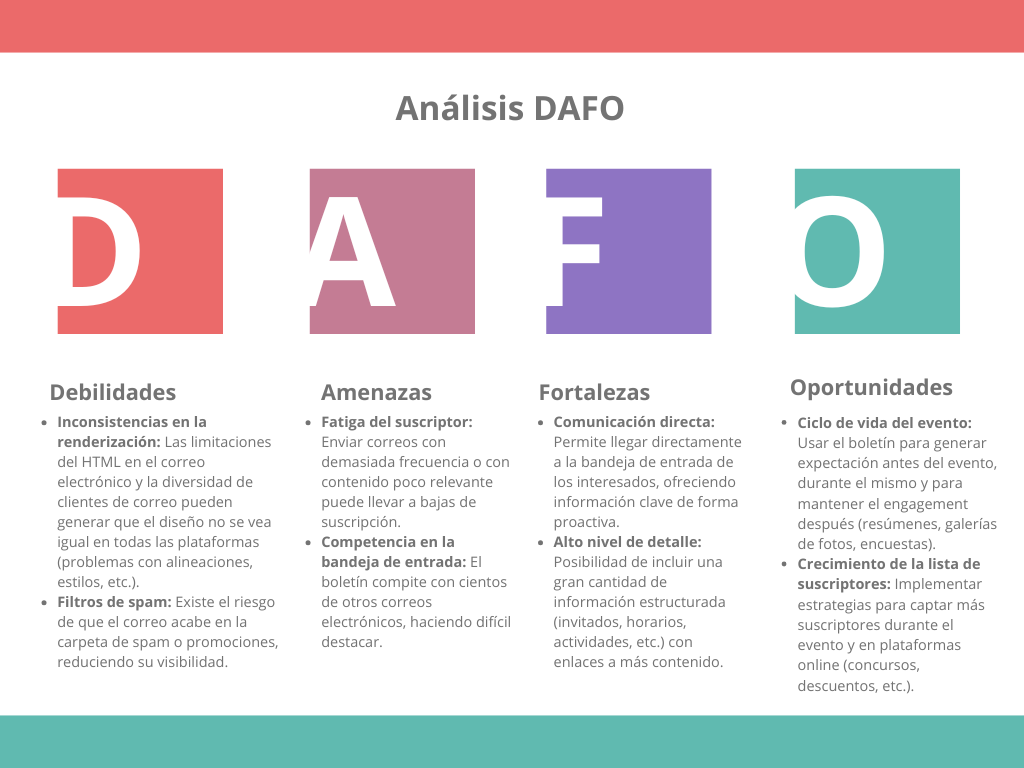 Análisis DAFO
D
A
F
O
Debilidades
• Inconsistencias en la
renderización: Las limitaciones
del HTML en el correo
electrónico y la diversidad de
clientes de correo pueden
generar que el diseño no se vea
igual en todas las plataformas
(problemas con alineaciones,
estilos, etc.).
• Filtros de spam: Existe el riesgo
de que el correo acabe en la
carpeta de spam o promociones,
reduciendo su visibilidad.
Amenazas
• Fatiga del suscriptor:
Enviar correos con
demasiada frecuencia o con
contenido poco relevante
puede llevar a bajas de
suscripción.
• Competencia en la
bandeja de entrada: El
boletín compite con cientos
de otros correos
electrónicos, haciendo difícil
destacar.
Fortalezas
• Comunicación directa:
Permite llegar directamente
a la bandeja de entrada de
los interesados, ofreciendo
información clave de forma
proactiva.
• Alto nivel de detalle:
Posibilidad de incluir una
gran cantidad de
información estructurada
(invitados, horarios,
actividades, etc.) con
enlaces a más contenido.
Oportunidades
• Ciclo de vida del evento:
Usar el boletín para generar
expectación antes del evento,
durante el mismo y para
mantener el engagement
después (resúmenes, galerías
de fotos, encuestas).
• Crecimiento de la lista de
suscriptores: Implementar
estrategias para captar más
suscriptores durante el
evento y en plataformas
online (concursos,
descuentos, etc.).